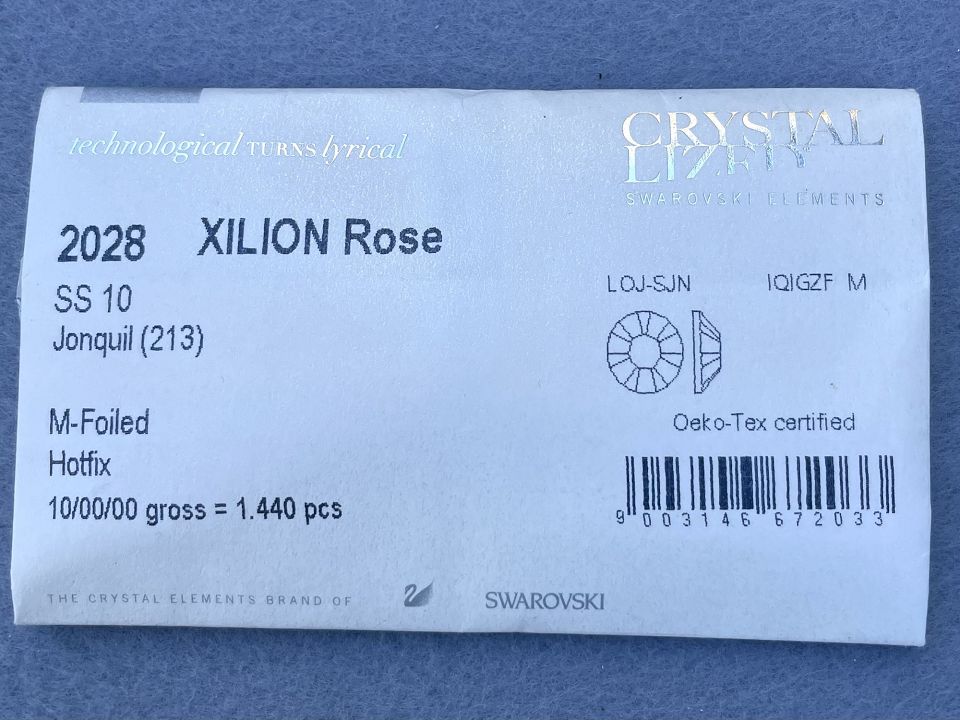 technological TURNS lyrical
CRYSTAL
LIZED
SWAROVSKI ELEMENTS
2028 XILION Rose
SS 10
Jonquil (213)
LOJ-SJN IQIGZF M
M-Foiled
Hotfix
10/00/00 gross = 1.440 pcs
Oeko-Tex certified
9 003146 672033
THE CRYSTAL ELEMENTS BRAND OF SWAROVSKI